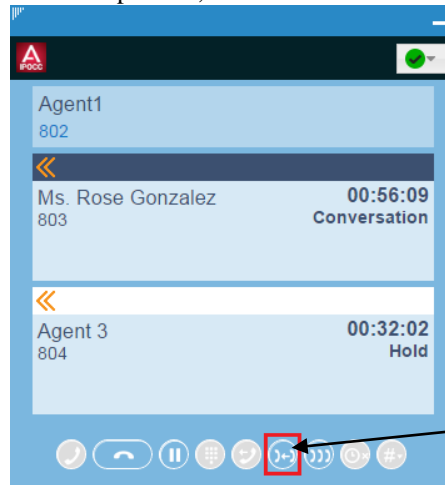 IPOCC
Agent1
802
Ms. Rose Gonzalez
00:56:09
803
Conversation
Agent 3
00:32:02
804
Hold